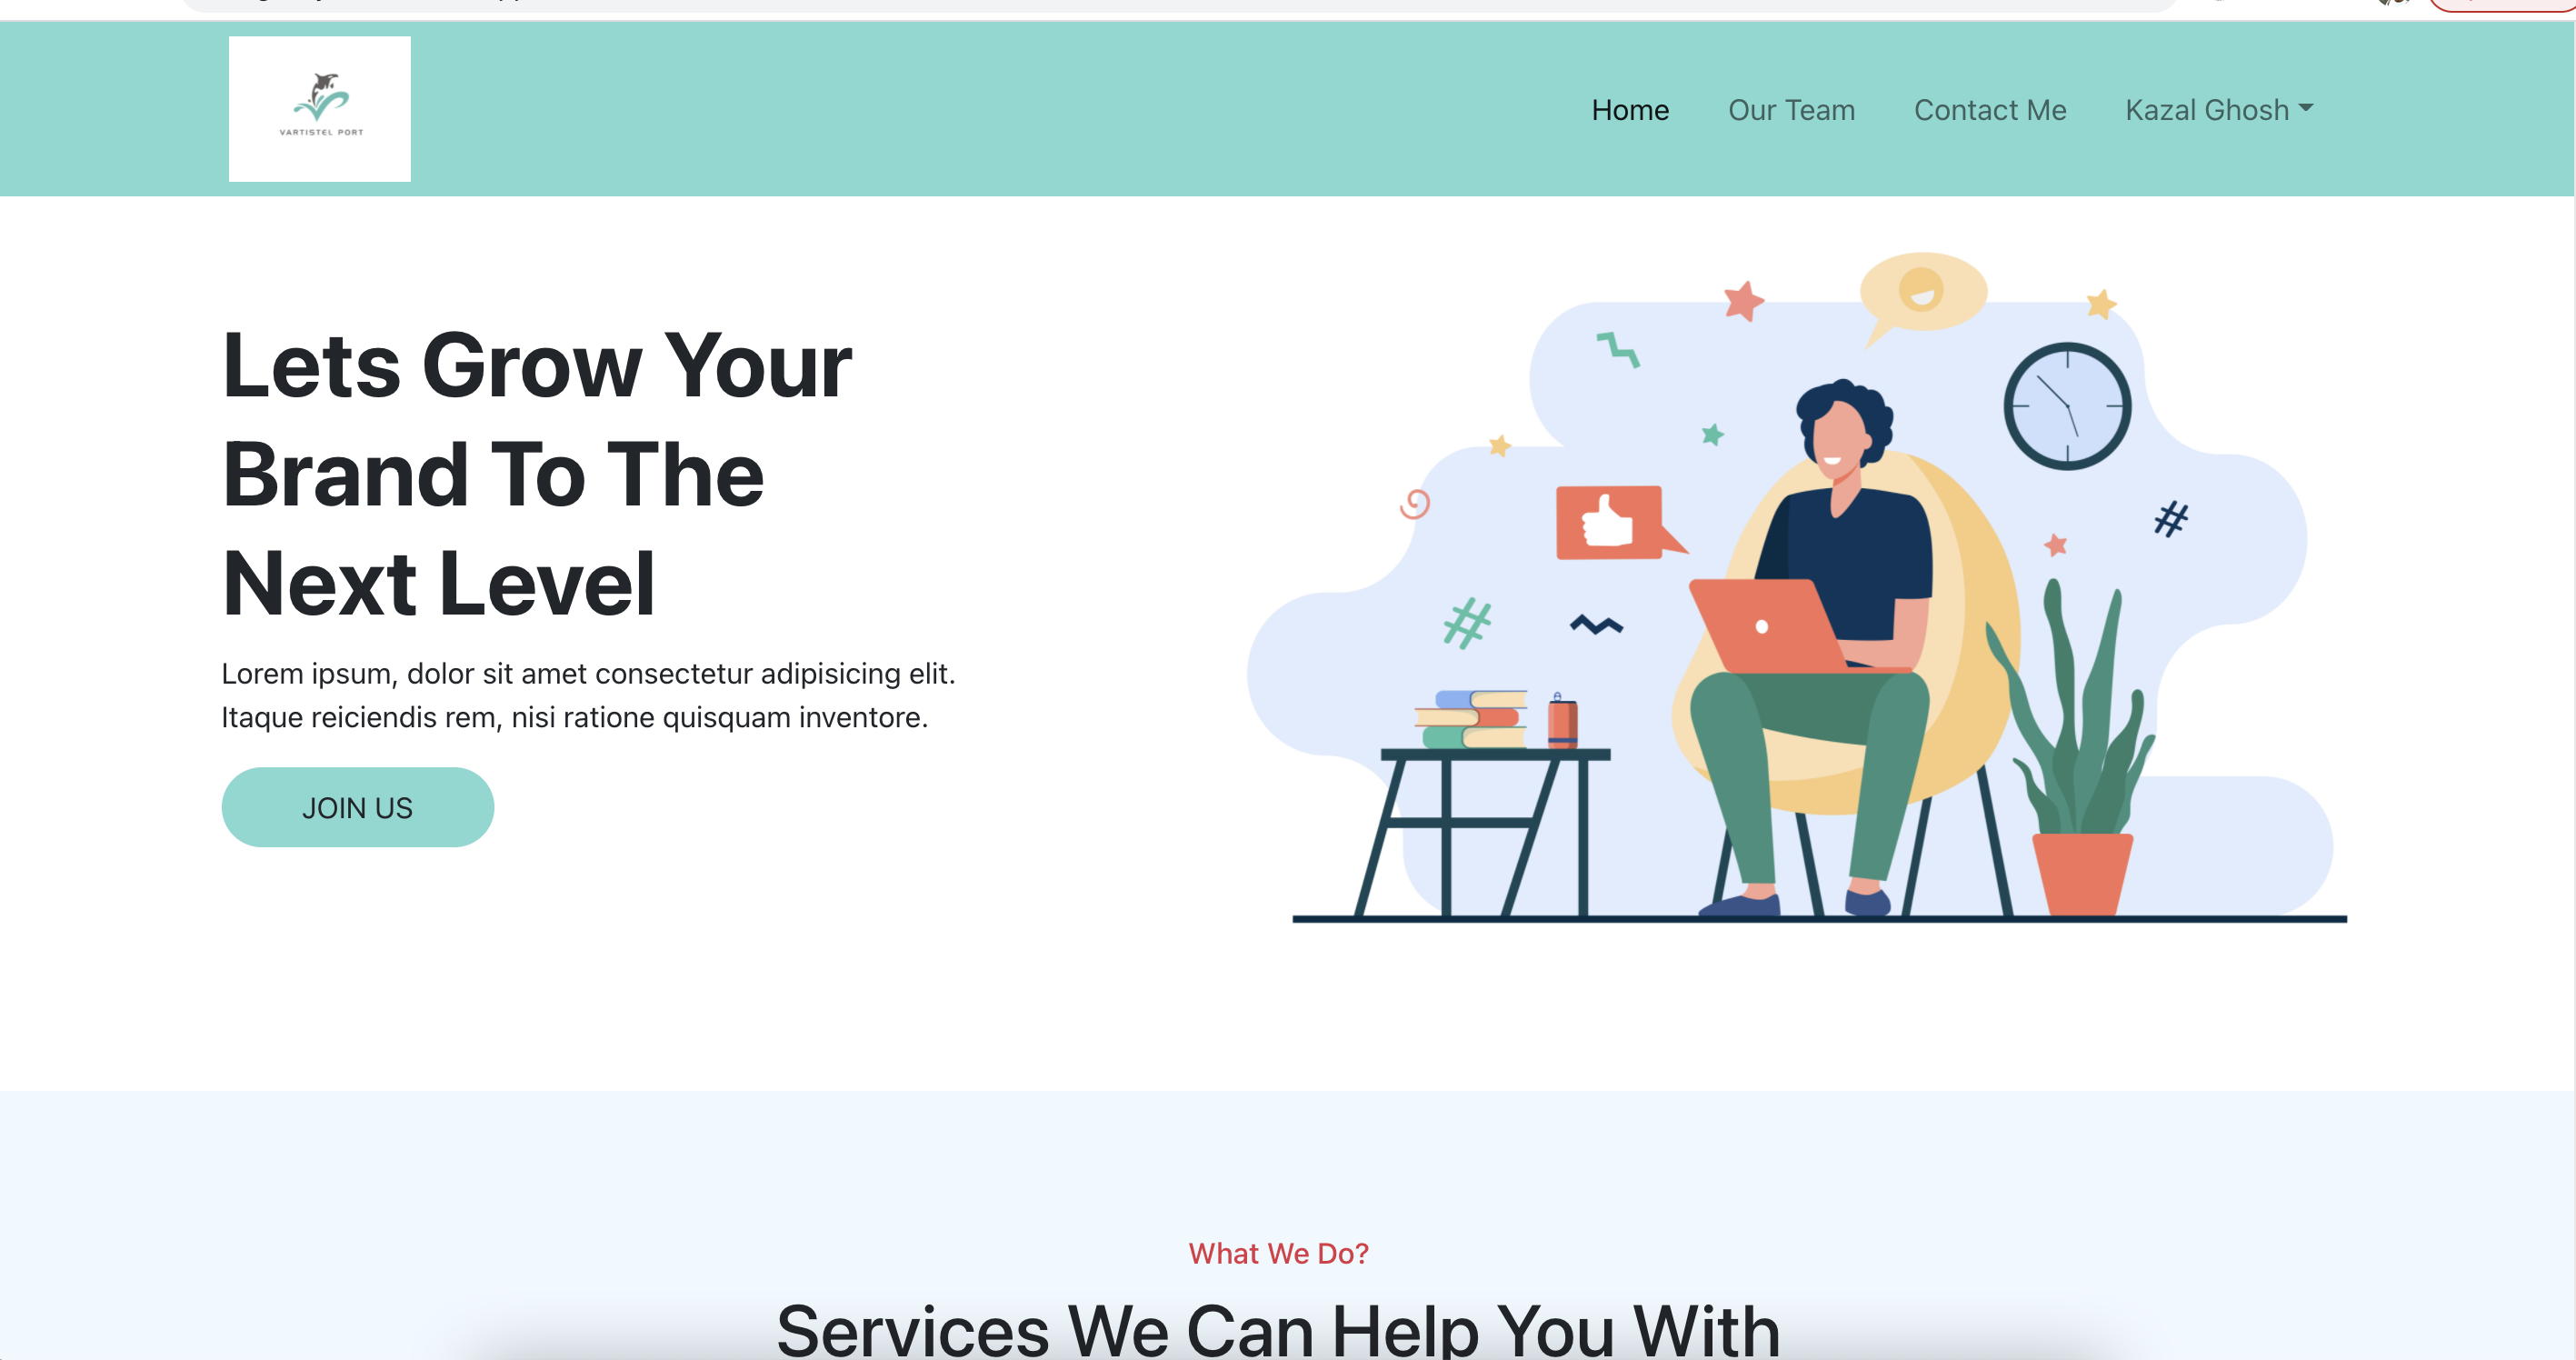 VARTISTEL PORT
Home Our Team Contact Me Kazal Ghosh
Lets Grow Your
Brand To The
Next Level
Lorem ipsum, dolor sit amet consectetur adipisicing elit.
Itaque reiciendis rem, nisi ratione quisquam inventore.
JOIN US
What We Do?
Services We Can Help You With